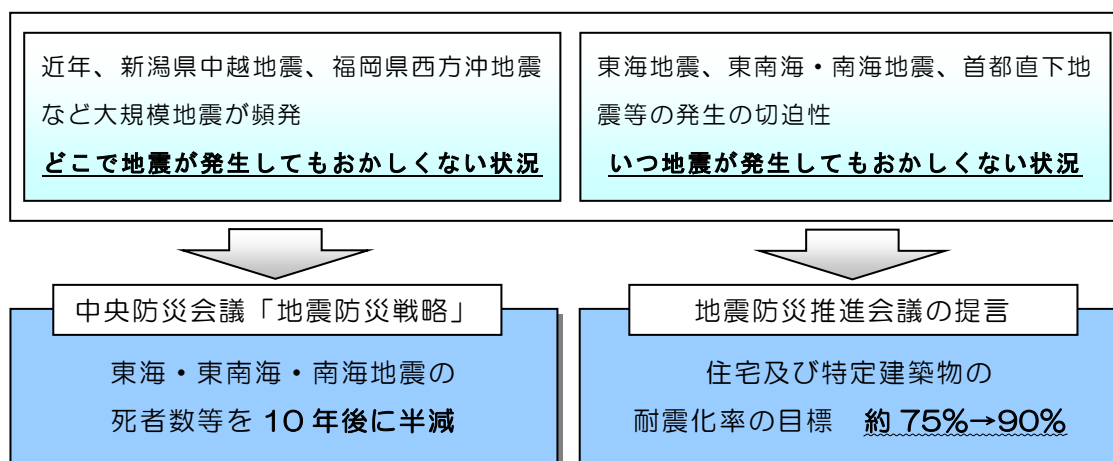 近年、新潟県中越地震、福岡県西方沖地震
など大規模地震が頻発
どこで地震が発生してもおかしくない状況
東海地震、東南海・南海地震、首都直下地
震等の発生の切迫性
いつ地震が発生してもおかしくない状況
中央防災会議「地震防災戦略」
東海・東南海・南海地震の
死者数等を 10 年後に半減
地震防災推進会議の提言
住宅及び特定建築物の
耐震化率の目標　約 75%→90%